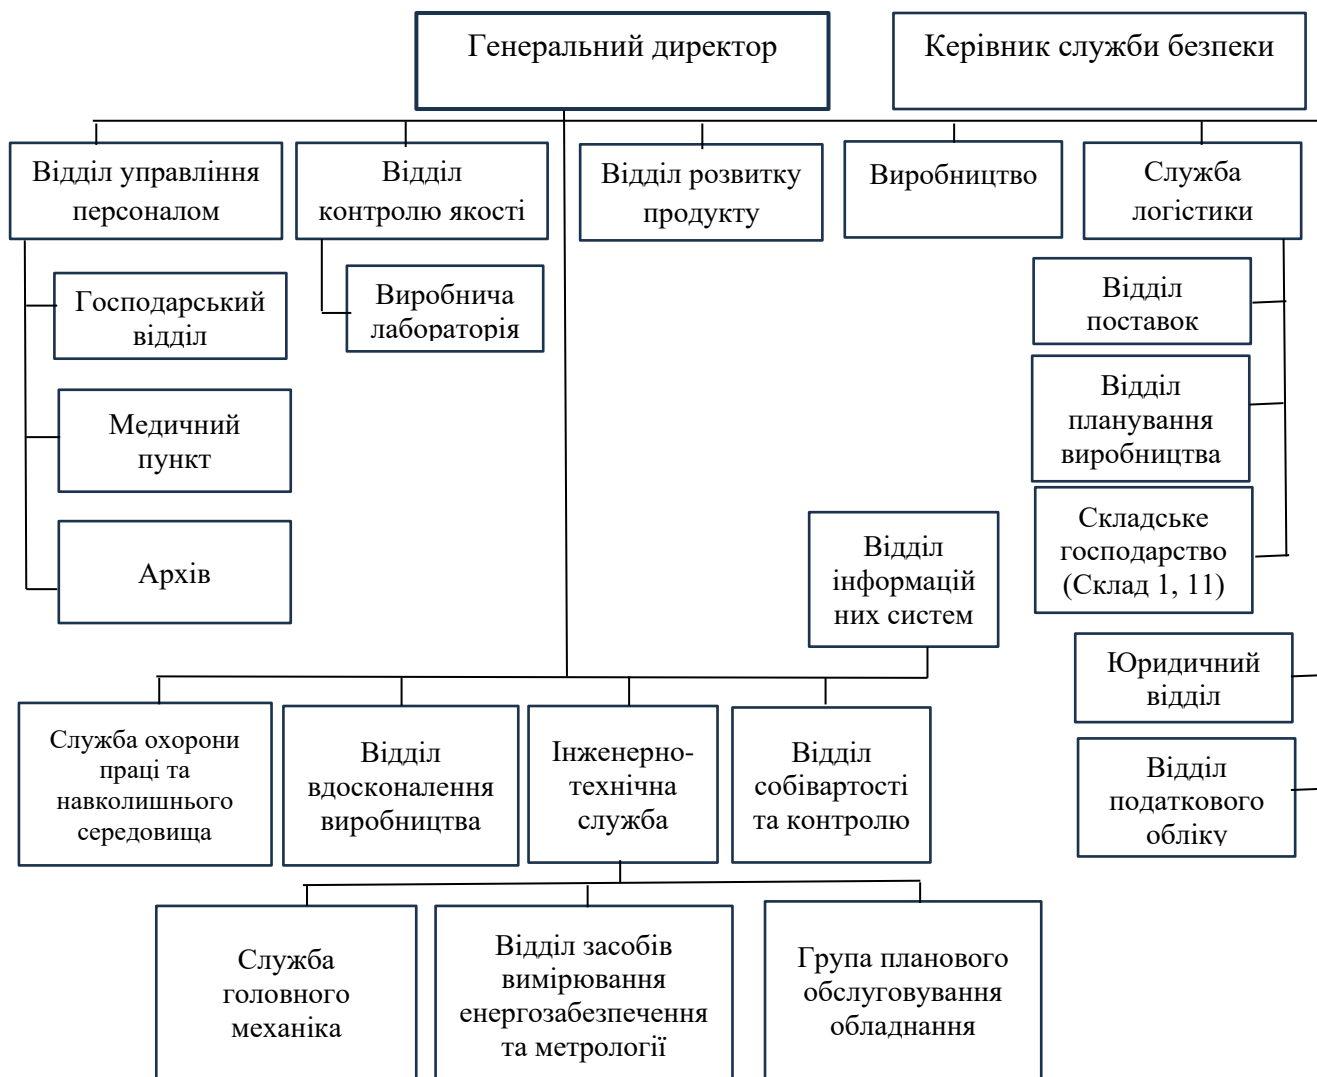 Генеральний директор
Керівник служби безпеки
Відділ управління
персоналом
Відділ
контролю якості
Відділ розвитку
продукту
Виробництво
Служба
логістики
Господарський
відділ
Виробнича
лабораторія
Відділ
поставок
Медичний
пункт
Відділ
планування
виробництва
Архів
Відділ
інформацій
них систем
Складське
господарство
(Склад 1, 11)
Юридичний
відділ
Служба охорони
праці та
навколишнього
середовища
Відділ
вдосконалення
виробництва
Інженерно-
технічна
служба
Відділ
собівартості
та контролю
Відділ
податкового
обліку
Служба
головного
механіка
Відділ засобів
вимірювання
енергозабезпечення
та метрології
Група планового
обслуговування
обладнання